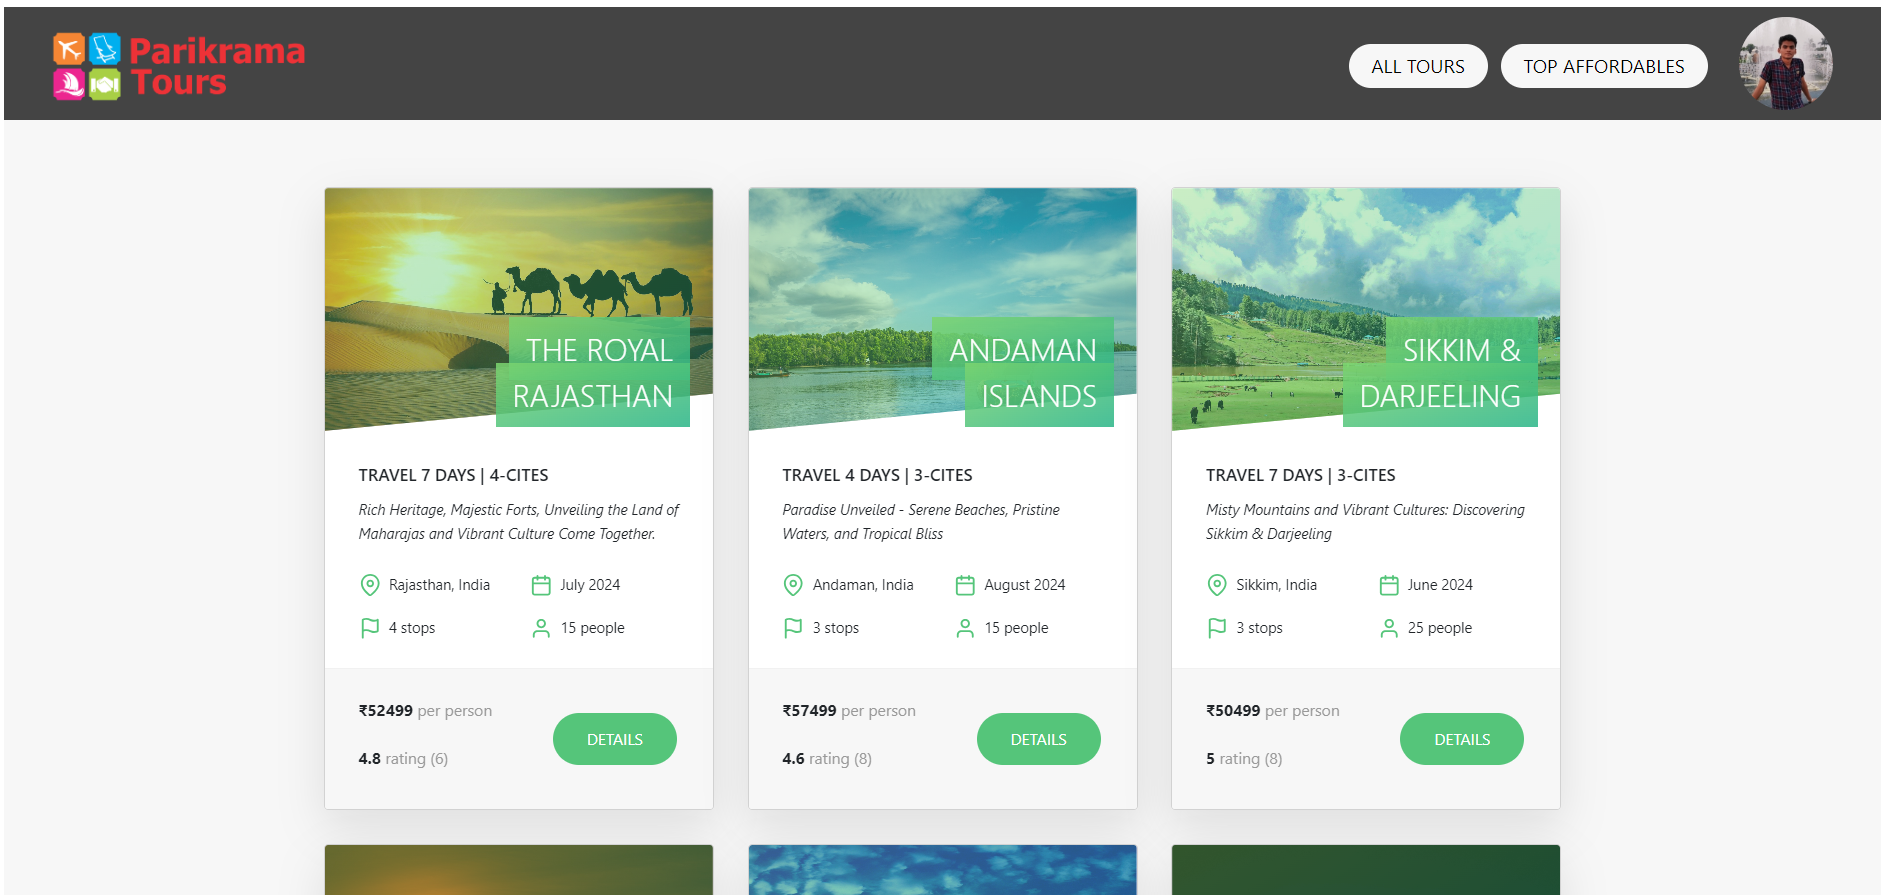 Parikrama
Tours
ALL TOURS
TOP AFFORDABLES
THE ROYAL
RAJASTHAN
TRAVEL 7 DAYS | 4-CITES
Rich Heritage, Majestic Forts, Unveiling the Land of
Maharajas and Vibrant Culture Come Together.
Rajasthan, India
July 2024
4 stops
15 people
₹52499 per person
4.8 rating (6)
DETAILS
ANDAMAN
ISLANDS
TRAVEL 4 DAYS | 3-CITES
Paradise Unveiled - Serene Beaches, Pristine
Waters, and Tropical Bliss
Andaman, India
August 2024
3 stops
15 people
₹57499 per person
4.6 rating (8)
DETAILS
SIKKIM &
DARJEELING
TRAVEL 7 DAYS | 3-CITES
Misty Mountains and Vibrant Cultures: Discovering
Sikkim & Darjeeling
Sikkim, India
June 2024
3 stops
25 people
₹50499 per person
5 rating (8)
DETAILS